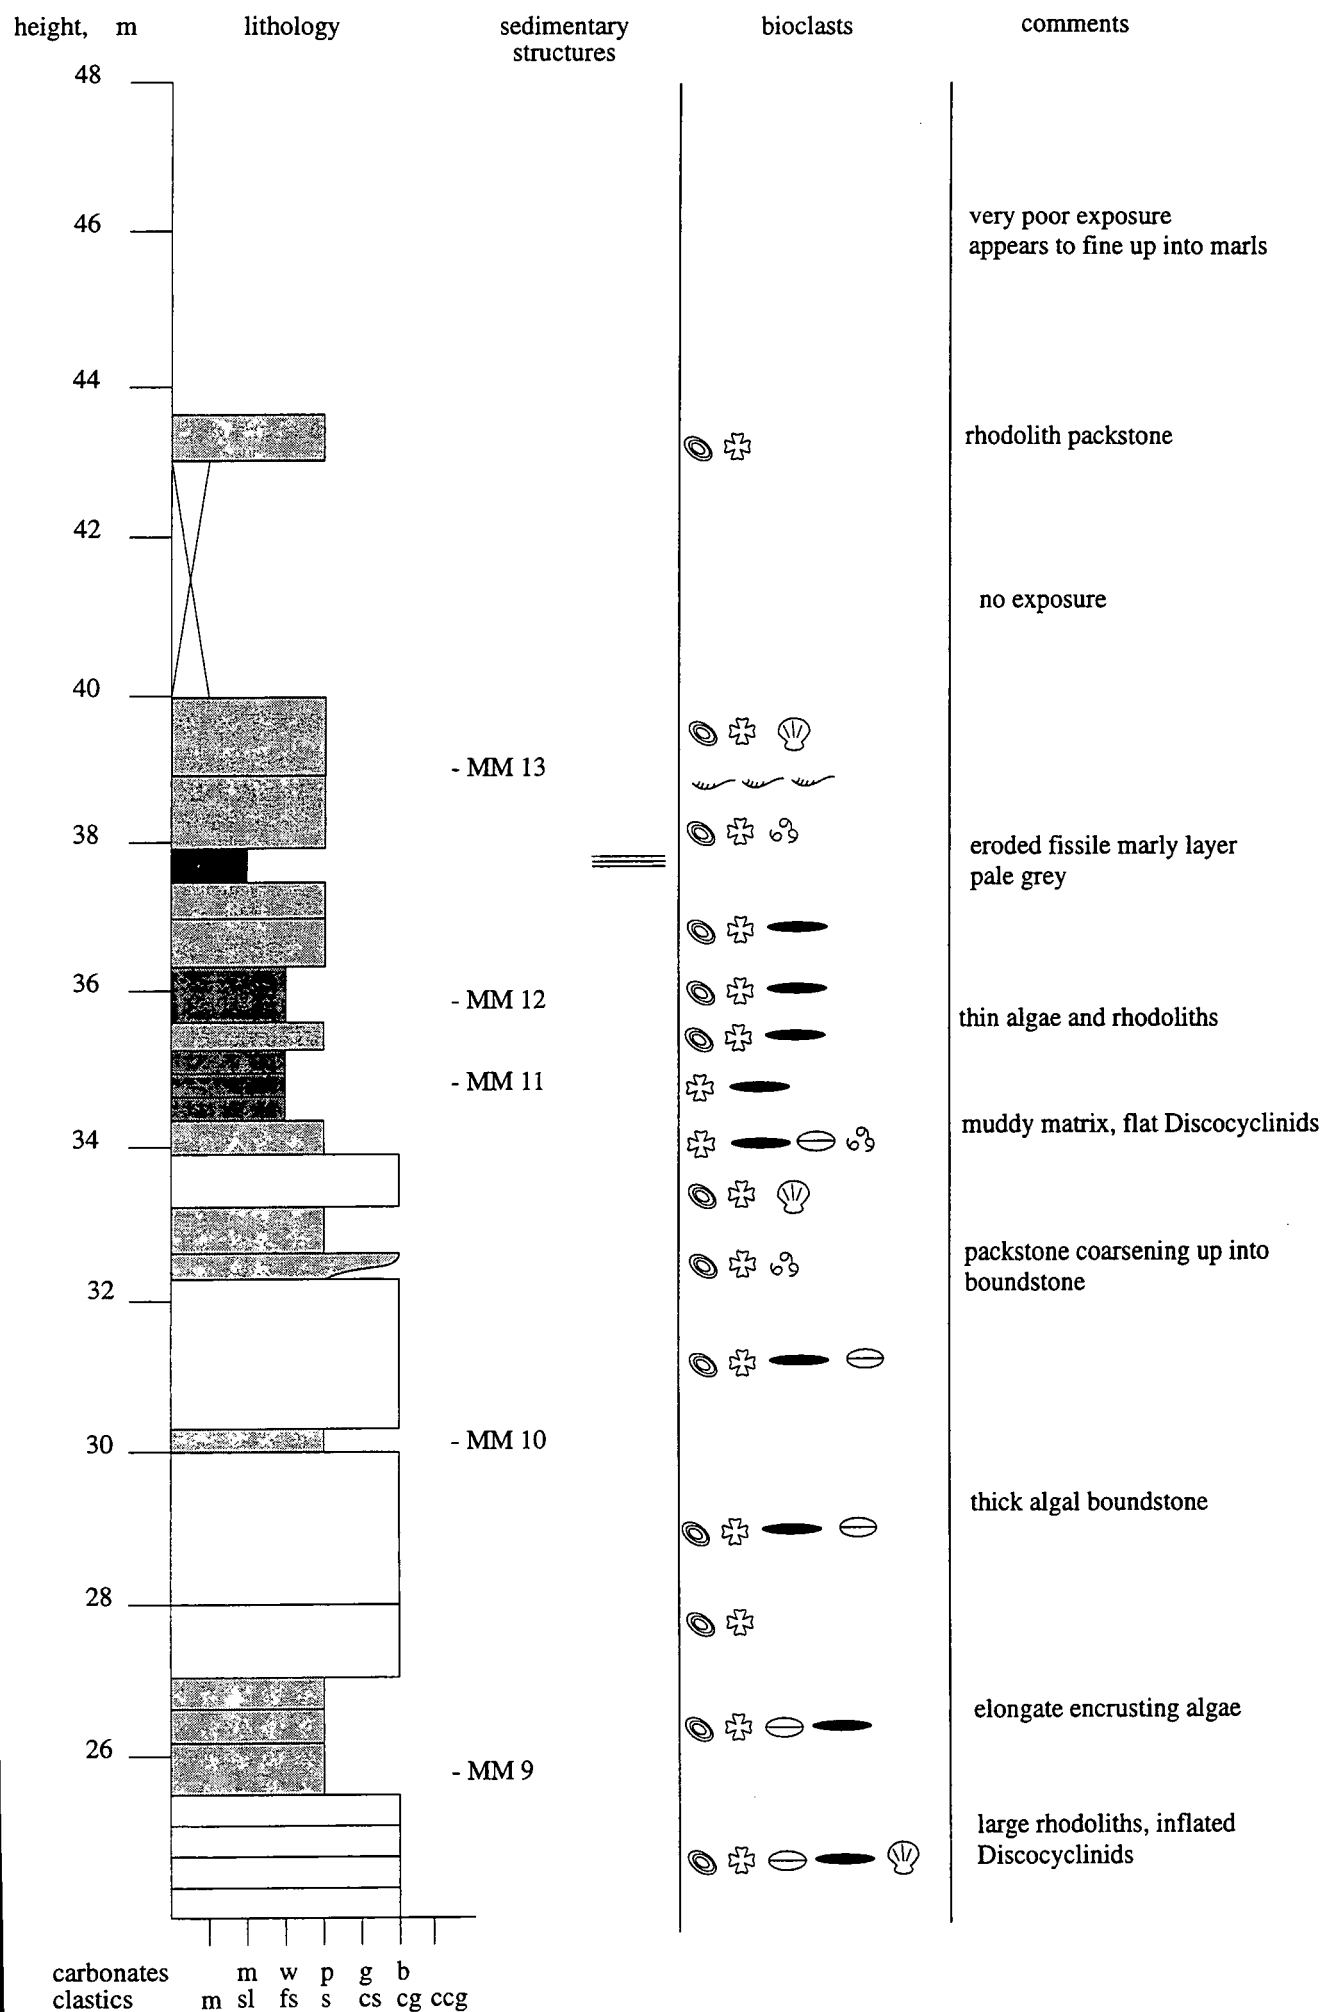 height, m lithology sedimentary structures bioclasts comments
48
46
very poor exposure
appears to fine up into marls
44
rhodolith packstone
42
no exposure
40
- MM 13
38
eroded fissile marly layer
pale grey
36
- MM 12
thin algae and rhodoliths
- MM 11
muddy matrix, flat Discocyclinids
34
packstone coarsening up into
boundstone
32
30
- MM 10
thick algal boundstone
28
elongate encrusting algae
26
- MM 9
large rhodoliths, inflated
Discocyclinids
carbonates m w p g b
clastics m sl fs s cs cg ccg